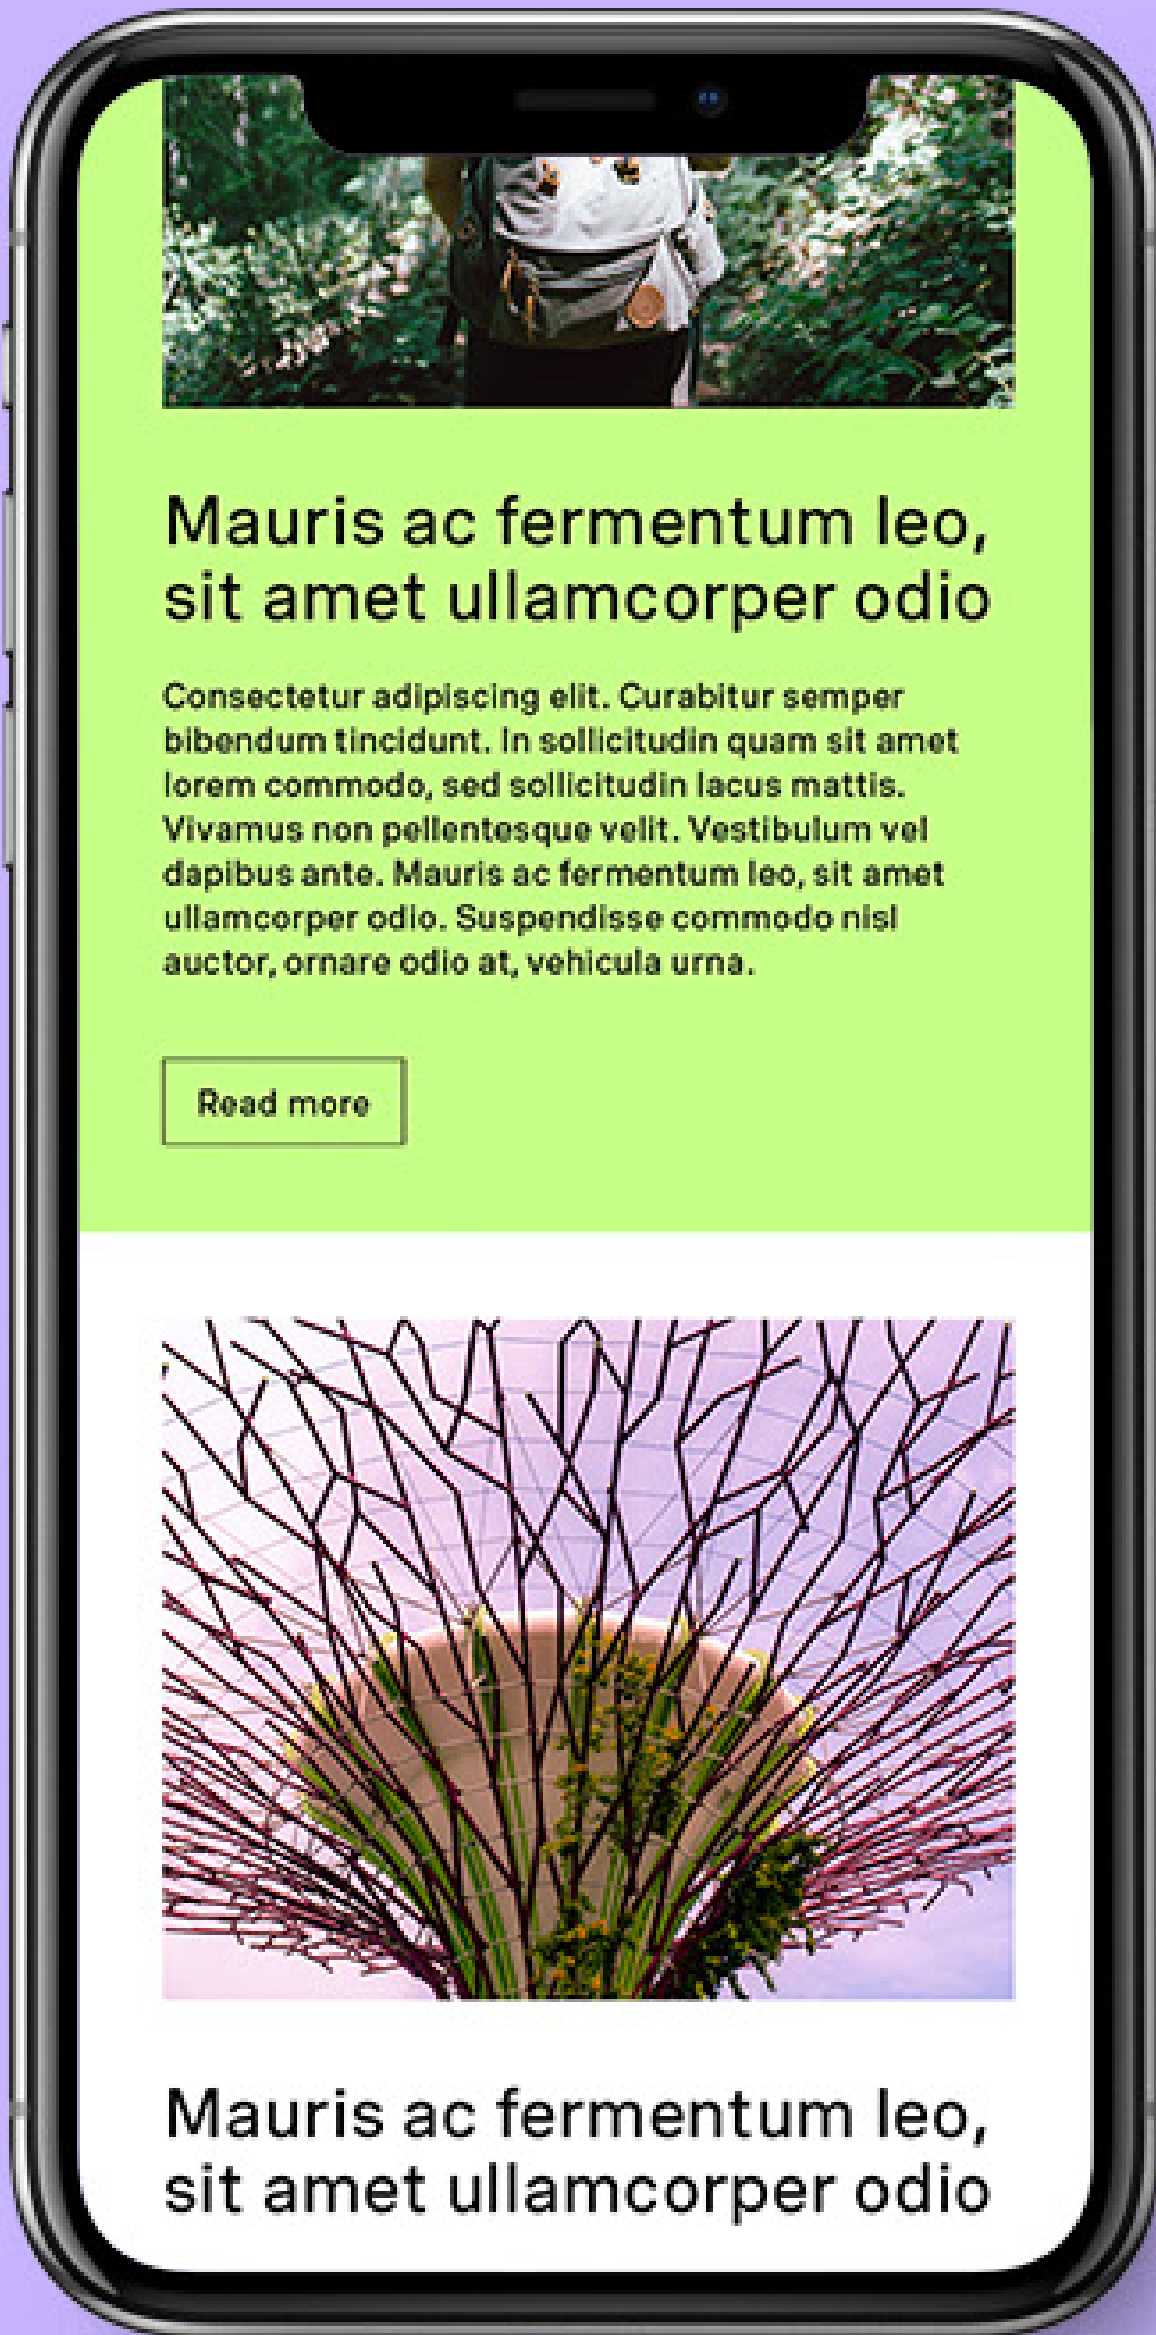 Mauris ac fermentum leo,
sit amet ullamcorper odio
Consectetur adipiscing elit. Curabitur semper
bibendum tincidunt. In sollicitudin quam sit amet
lorem commodo, sed sollicitudin lacus mattis.
Vivamus non pellentesque velit. Vestibulum vel
dapibus ante. Mauris ac fermentum leo, sit amet
ullamcorper odio. Suspendisse commodo nisl
auctor, ornare odio at, vehicula urna.
Read more
Mauris ac fermentum leo,
sit amet ullamcorper odio